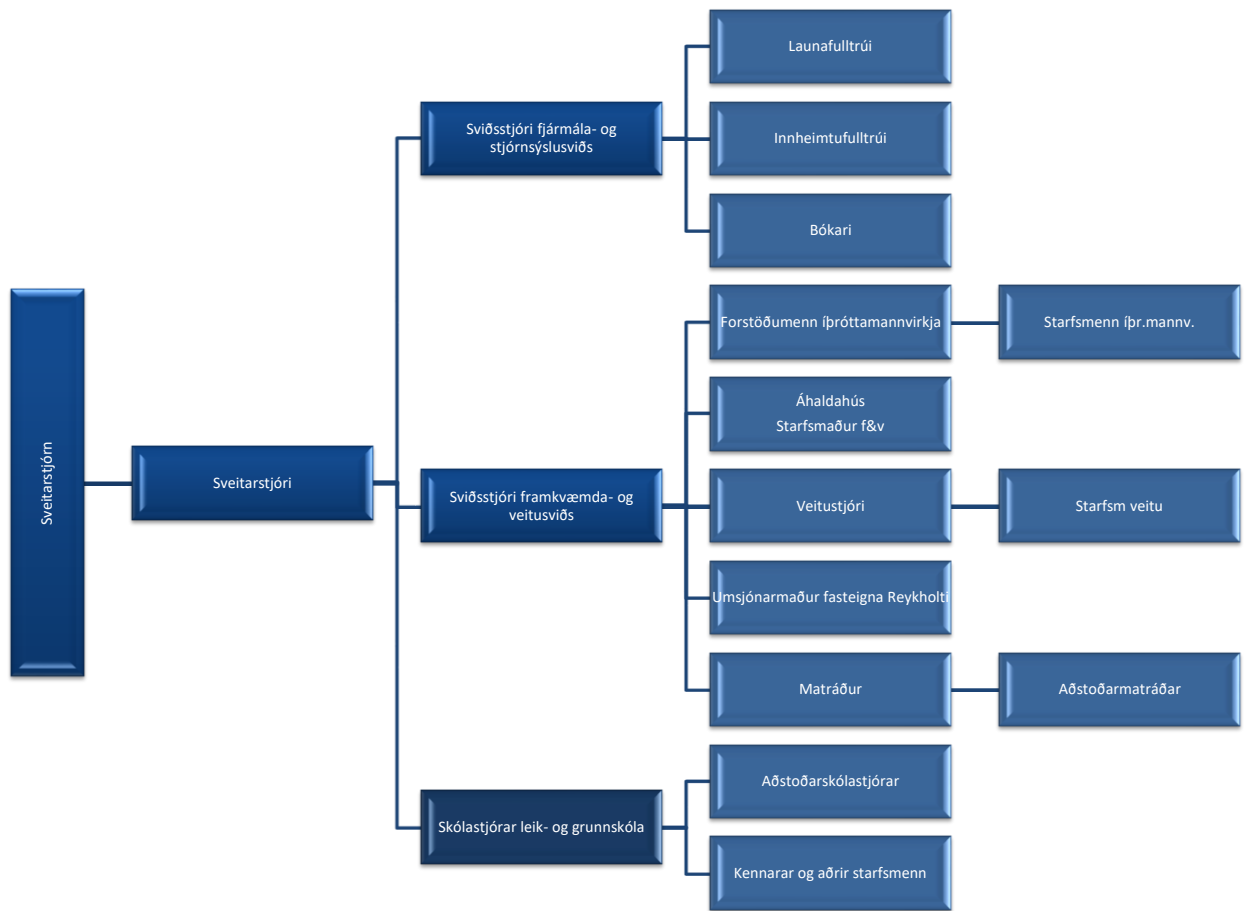 Sveitarstjórn
Sveitarstjóri
Sviðsstjóri fjármála- og
stjórnsýslusviðs
Launafulltrúi
Innheimtufulltrúi
Bókari
Sviðsstjóri framkvæmda- og
veitusviðs
Forstöðumenn íþróttamannvirkja
Starfsmenn íþr.mannv.
Áhaldahús
Starfsmaður f&v
Veitustjóri
Starfsm veitu
Umsjónarmaður fasteigna Reykholti
Matráður
Aðstoðarmatráðar
Skólastjórar leik- og grunnskóla
Aðstoðarskólastjórar
Kennarar og aðrir starfsmenn